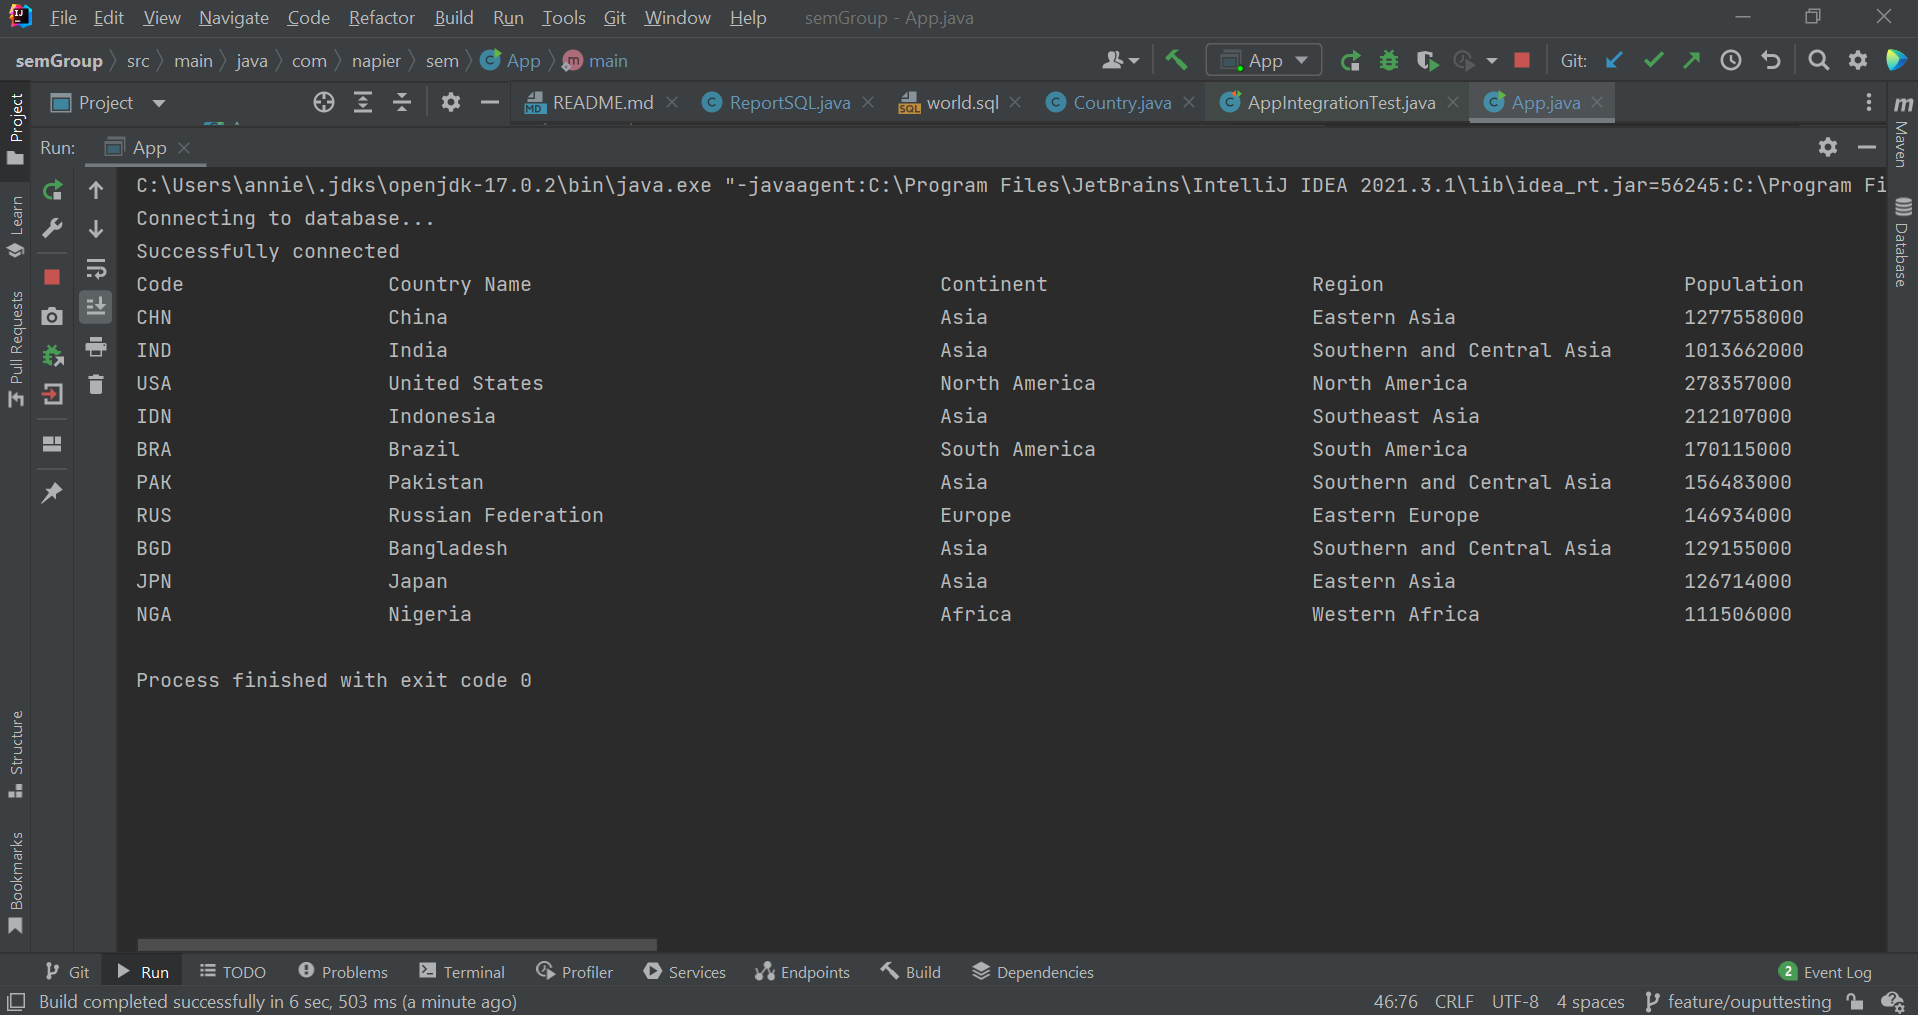 File Edit View Navigate Code Refactor Build Run Tools Git Window Help semGroup - App.java
semGroup src main java com napier sem App main App Git:
Project README.md ReportSQL.java world.sql Country.java AppIntegrationTest.java App.java
Run: App
C:\Users\annie\.jdks\openjdk-17.0.2\bin\java.exe "-javaagent:C:\Program Files\JetBrains\IntelliJ IDEA 2021.3.1\lib\idea_rt.jar=56245:C:\Program Fi
Connecting to database...
Successfully connected
Code Country Name Continent Region Population
CHN China Asia Eastern Asia 1277558000
IND India Asia Southern and Central Asia 1013662000
USA United States North America North America 278357000
IDN Indonesia Asia Southeast Asia 212107000
BRA Brazil South America South America 170115000
PAK Pakistan Asia Southern and Central Asia 156483000
RUS Russian Federation Europe Eastern Europe 146934000
BGD Bangladesh Asia Southern and Central Asia 129155000
JPN Japan Asia Eastern Asia 126714000
NGA Nigeria Africa Western Africa 111506000
Process finished with exit code 0
Project
Learn
Pull Requests
Structure
Bookmarks
Maven
Database
Git Run TODO Problems Terminal Profiler Services Endpoints Build Dependencies 2 Event Log
Build completed successfully in 6 sec, 503 ms (a minute ago) 46:76 CRLF UTF-8 4 spaces feature/ouputtesting